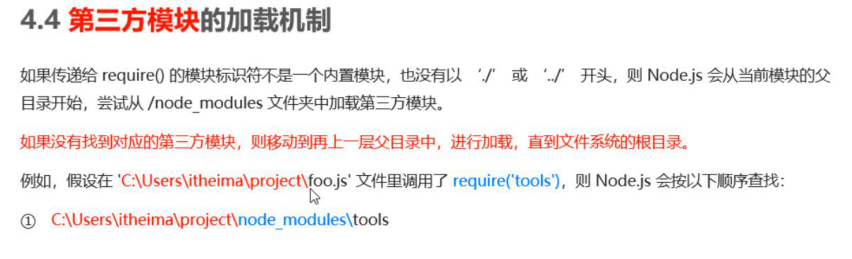 4.4 第三方模块的加载机制
如果传递给 require() 的模块标识符不是一个内置模块，也没有以 ‘./’ 或 ‘../’ 开头，则 Node.js 会从当前模块的父
目录开始，尝试从 /node_modules 文件夹中加载第三方模块。
如果没有找到对应的第三方模块，则移动到再上一层父目录中，进行加载，直到文件系统的根目录。
例如，假设在 'C:\Users\itheima\project\foo.js' 文件里调用了 require('tools')，则 Node.js 会按以下顺序查找：
① C:\Users\itheima\project\node_modules\tools